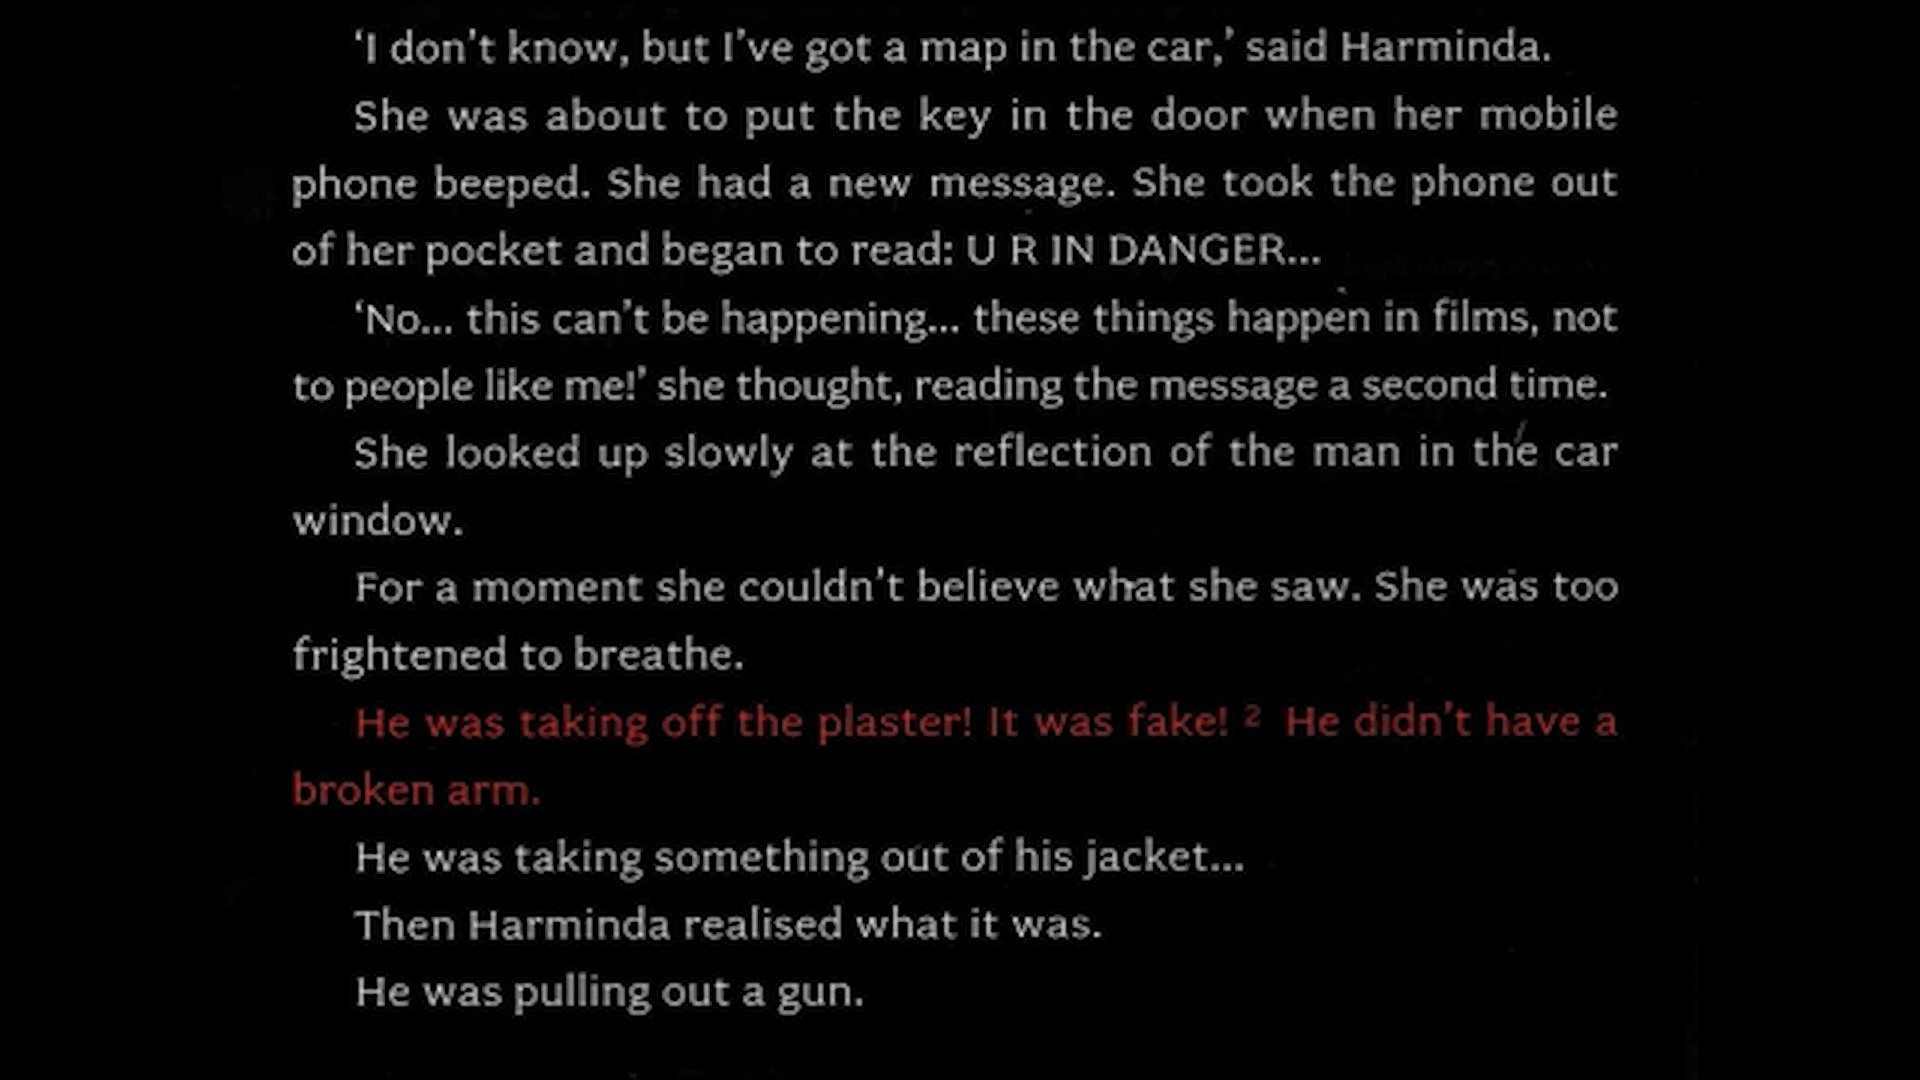 ‘I don’t know, but I’ve got a map in the car,’ said Harminda.
She was about to put the key in the door when her mobile
phone beeped. She had a new message. She took the phone out
of her pocket and began to read: U R IN DANGER...
‘No... this can’t be happening... these things happen in films, not
to people like me!’ she thought, reading the message a second time.
She looked up slowly at the reflection of the man in the car
window.
For a moment she couldn’t believe what she saw. She was too
frightened to breathe.
He was taking off the plaster! It was fake! ² He didn’t have a
broken arm.
He was taking something out of his jacket...
Then Harminda realised what it was.
He was pulling out a gun.